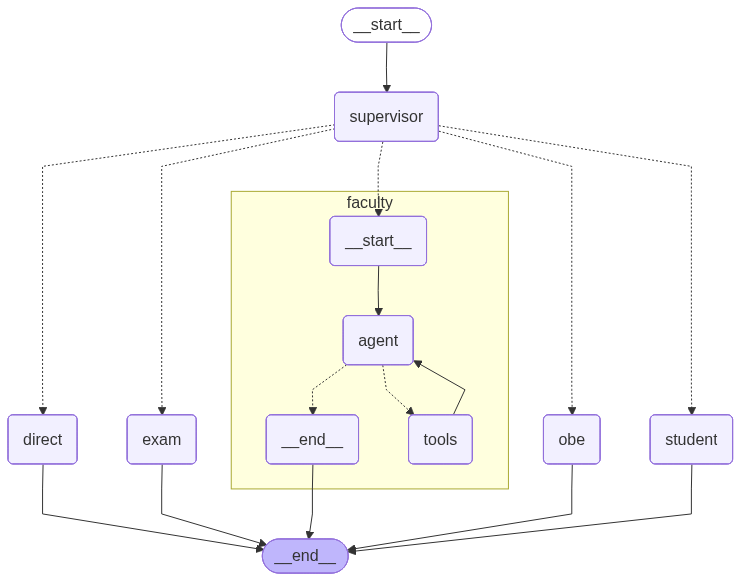 __start__
supervisor
faculty
__start__
agent
direct
exam
__end__
tools
obe
student
__end__